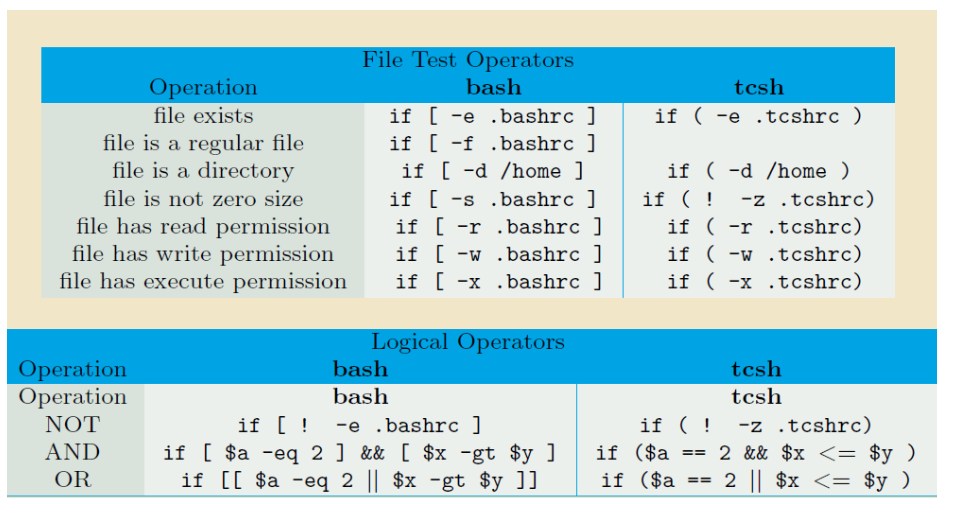 File Test Operators
Operation bash tcsh
file exists if [ -e .bashrc ] if ( -e .tcshrc )
file is a regular file if [ -f .bashrc ]
file is a directory if [ -d /home ] if ( -d /home )
file is not zero size if [ -s .bashrc ] if ( ! -z .tcshrc)
file has read permission if [ -r .bashrc ] if ( -r .tcshrc)
file has write permission if [ -w .bashrc ] if ( -w .tcshrc)
file has execute permission if [ -x .bashrc ] if ( -x .tcshrc)
Logical Operators
Operation bash tcsh
Operation bash tcsh
NOT if [ ! -e .bashrc ] if ( ! -z .tcshrc)
AND if [ $a -eq 2 ] && [ $x -gt $y ] if ($a == 2 && $x <= $y )
OR if [[ $a -eq 2 || $x -gt $y ]] if ($a == 2 || $x <= $y )